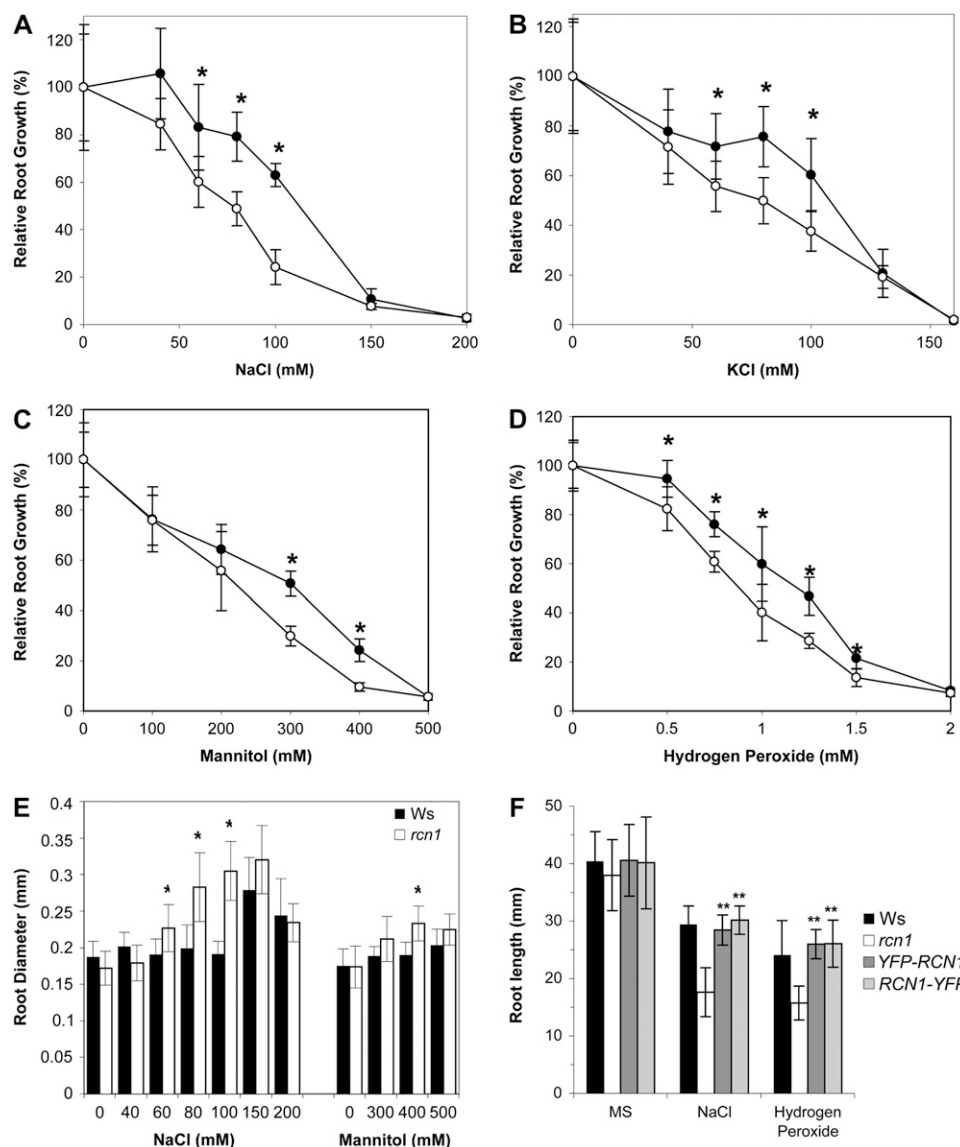 A
Relative Root Growth (%)
120
100
80
60
40
20
0
* * *
0 50 100 150 200
NaCl (mM)
B
Relative Root Growth (%)
120
100
80
60
40
20
0
* * *
0 50 100 150
KCl (mM)
C
Relative Root Growth (%)
120
100
80
60
40
20
0
* *
0 100 200 300 400 500
Mannitol (mM)
D
Relative Root Growth (%)
120
100
80
60
40
20
0
* * * * *
0 0.5 1 1.5 2
Hydrogen Peroxide (mM)
E
Root Diameter (mm)
0.4
0.35
0.3
0.25
0.2
0.15
0.1
0.05
0
Ws
rcn1
* * * *
0 40 60 80 100 150 200 0 300 400 500
NaCl (mM) Mannitol (mM)
F
Root length (mm)
50
40
30
20
10
0
** ** ** **
Ws
rcn1
YFP-RCN1
RCN1-YFP
MS NaCl Hydrogen
Peroxide